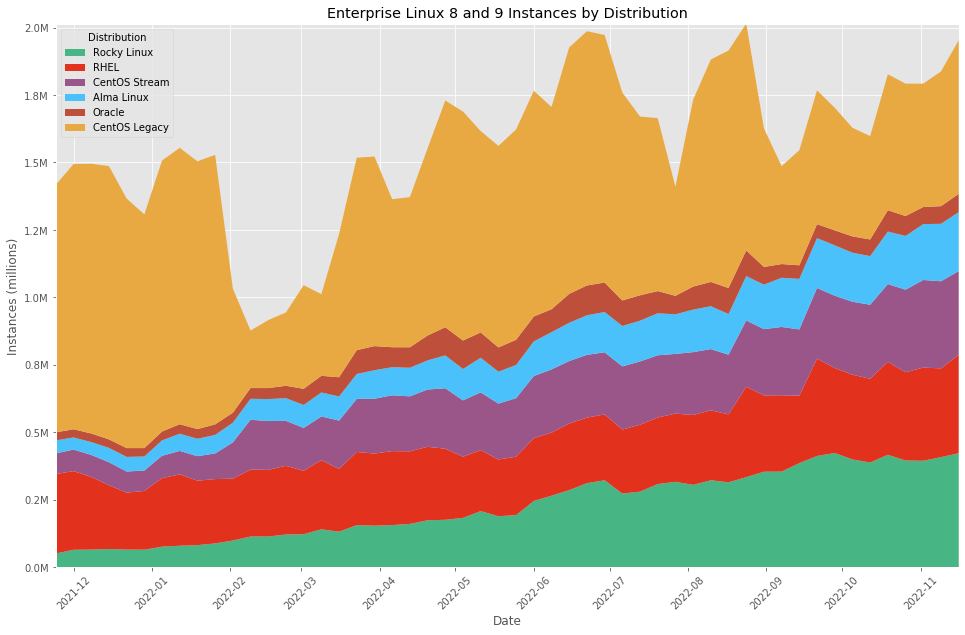 Enterprise Linux 8 and 9 Instances by Distribution
Distribution
Rocky Linux
RHEL
CentOS Stream
Alma Linux
Oracle
CentOS Legacy
Instances (millions)
2.0M
1.8M
1.5M
1.2M
1.0M
0.8M
0.5M
0.2M
0.0M
2021-12
2022-01
2022-02
2022-03
2022-04
2022-05
2022-06
2022-07
2022-08
2022-09
2022-10
2022-11
Date